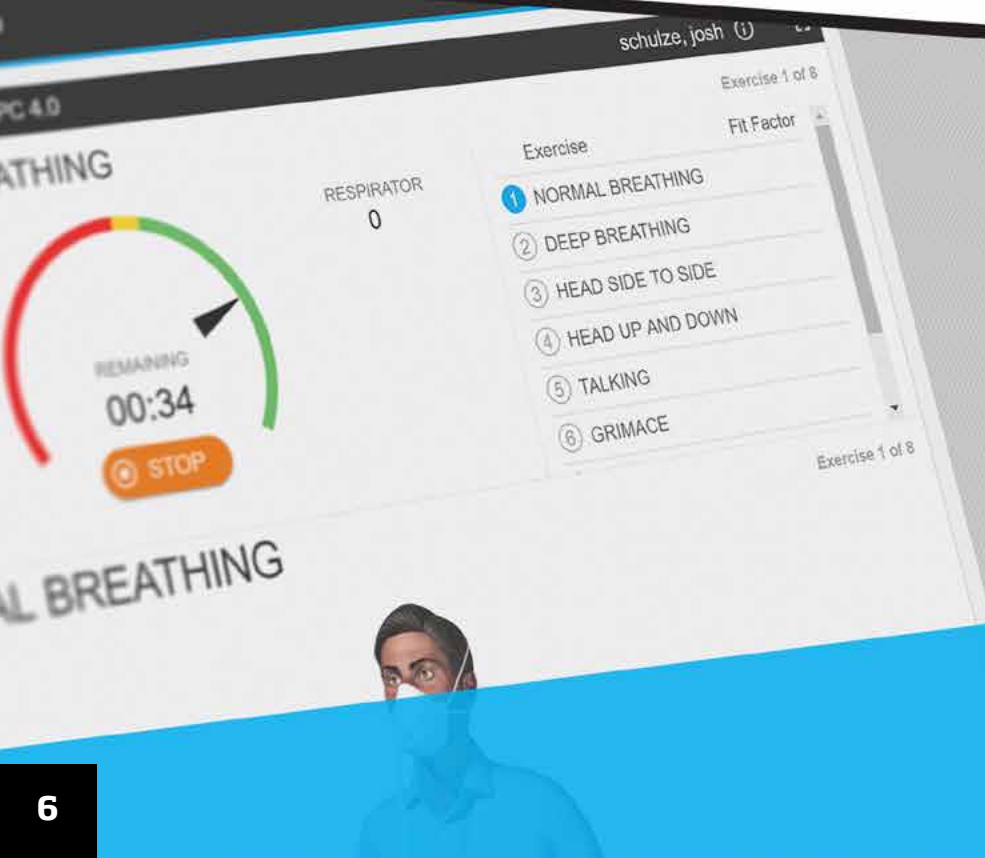 schulze, josh
PC 4.0
Exercise 1 of 8
ATHING
Exercise Fit Factor
RESPIRATOR
0
1 NORMAL BREATHING
2 DEEP BREATHING
3 HEAD SIDE TO SIDE
4 HEAD UP AND DOWN
5 TALKING
6 GRIMACE
REMAINING
00:34
STOP
Exercise 1 of 8
AL BREATHING
6